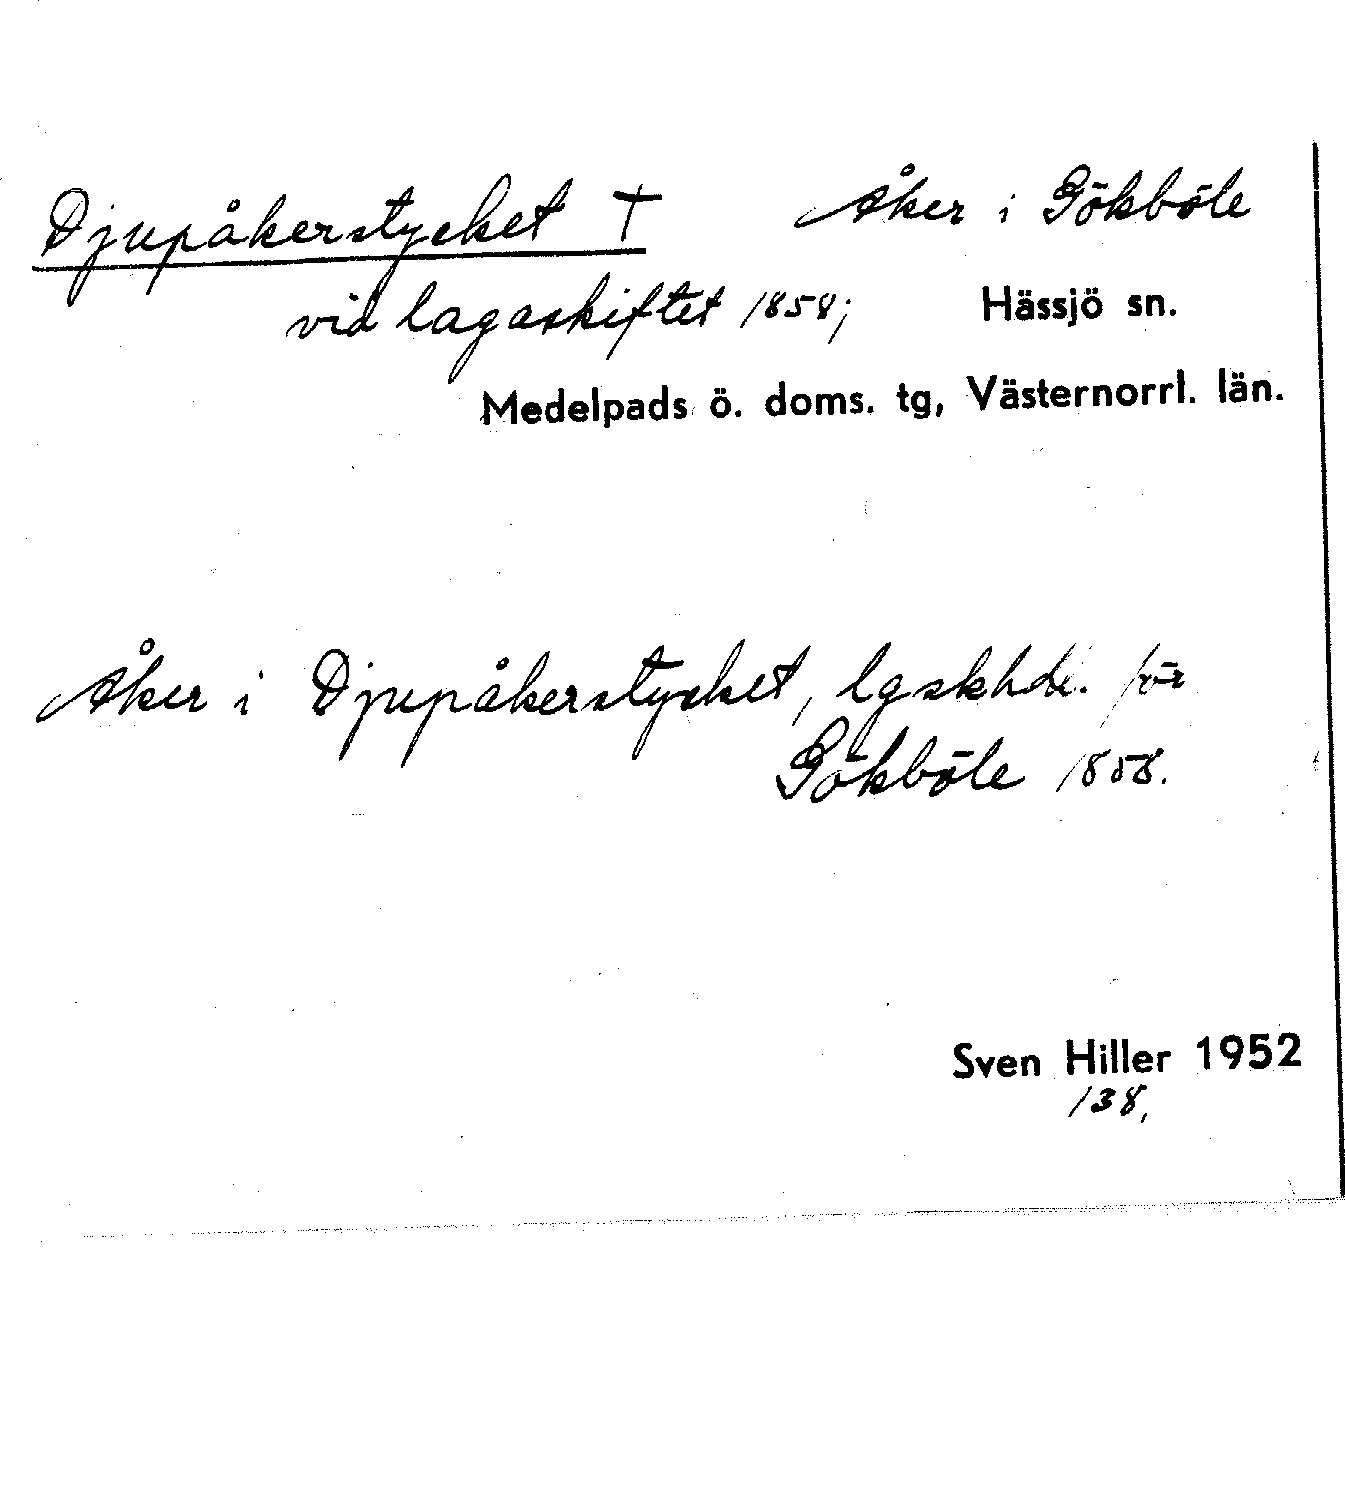 Djupåkerstycket † Åker i Gökböle
vid lagaskiftet 1858; Hässjö sn.
Medelpads ö. doms. tg, Västernorrl. län.
Åker i Djupåkerstycket, lgskhdl. för
Gökböle 1858.
Sven Hiller 1952
138,